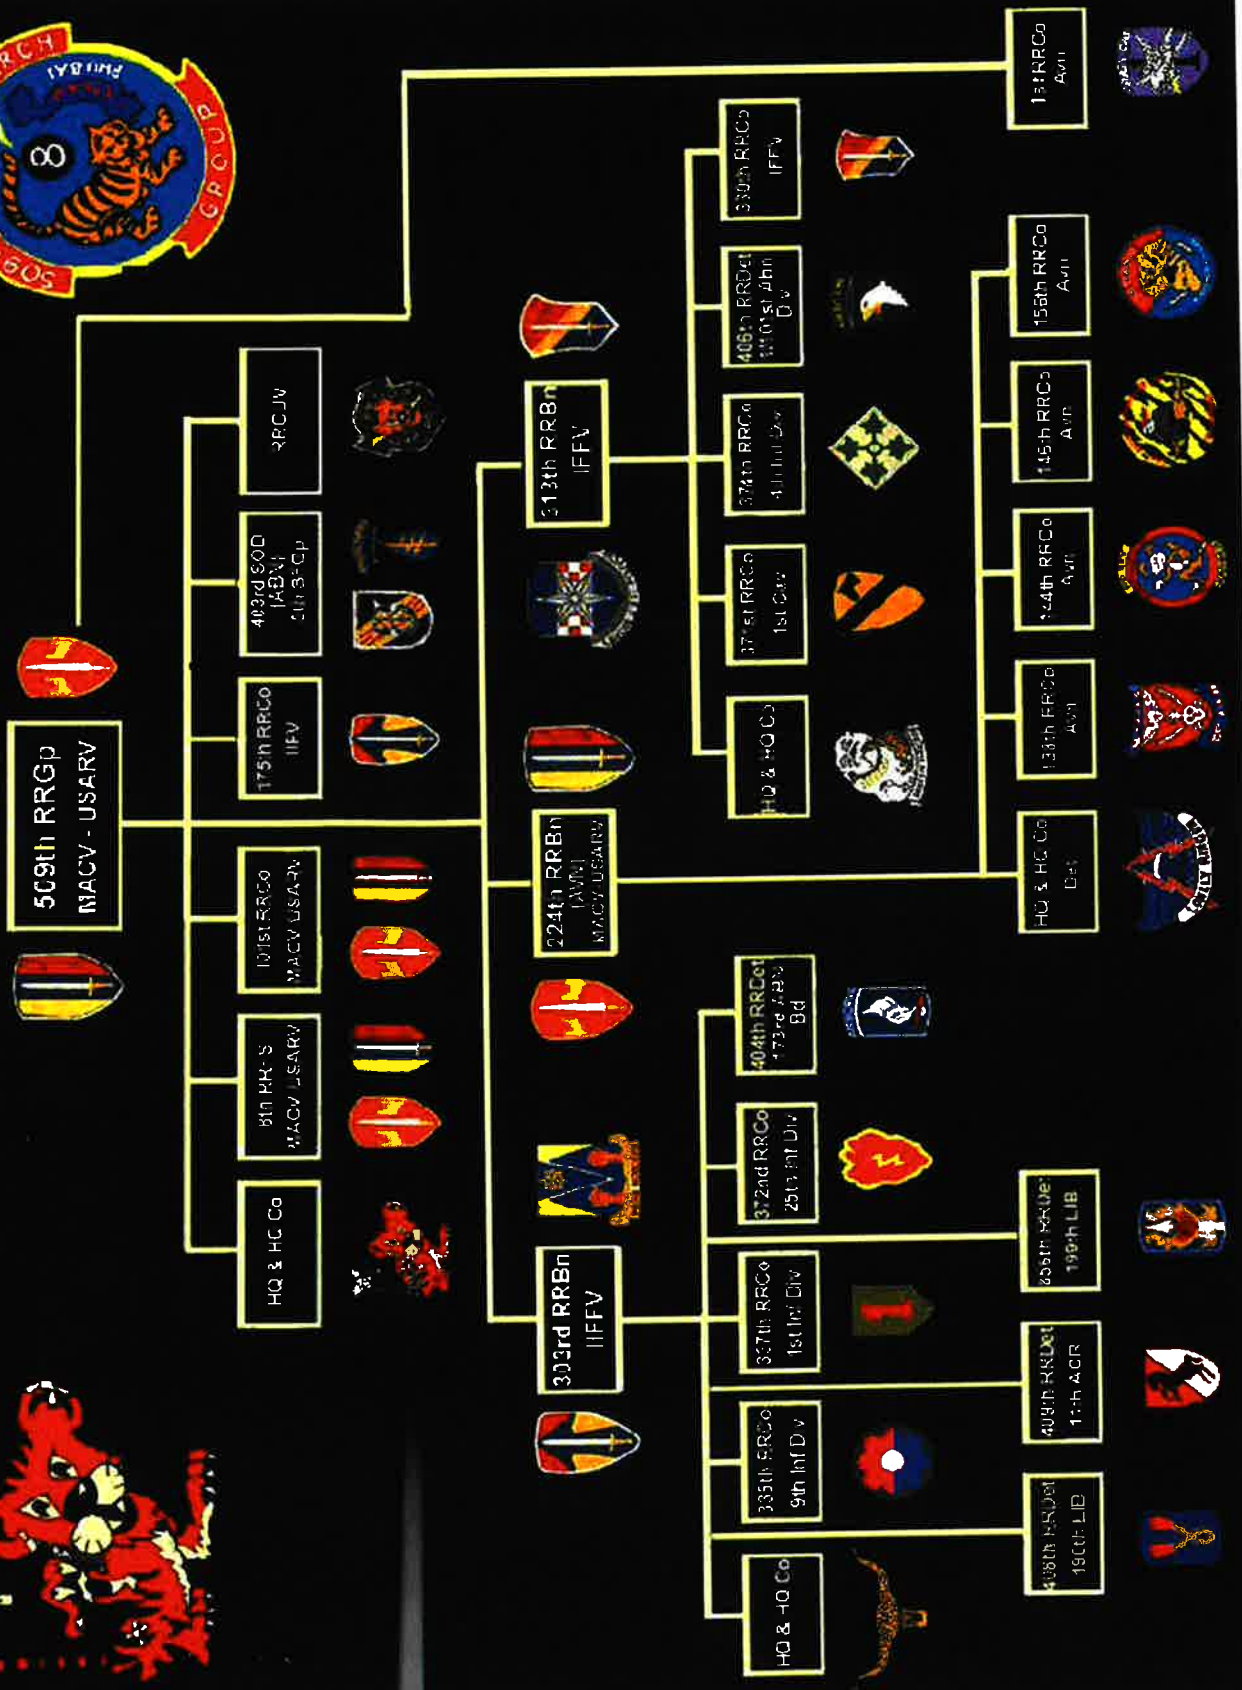 509
RCH
GROUP
PHU BAI
8
509th RRGp
MACV - USARV
HQ & HQ Co
8th RRFS
MACV-USARV
101st RRCo
MACV USARV
175th RRCo
IIFV
403rd SOD
(ABN)
5th SFGp
RRCUV
303rd RRBn
IIFFV
224th RRBn
(AVN)
MACV-USARV
313th RRBn
IFFV
HQ & HQ Co
335th RRCo
9th Inf Div
337th RRCo
1st Inf Div
372nd RRCo
25th Inf Div
404th RRDet
173rd ABN
Bd
HQ & HQ Co
371st RRCo
1st Cav
374th RRCo
4th Inf Div
406th RRDet
1/101st Abn
Div
330th RRCo
IFFV
RRDet
LIB
409th RRDet
11th ACR
856th RRDet
199th LIB
HQ & HQ Co
Det
138th RRCo
Avn
144th RRCo
Avn
146th RRCo
Avn
156th RRCo
Avn
1st RRCo
Avn